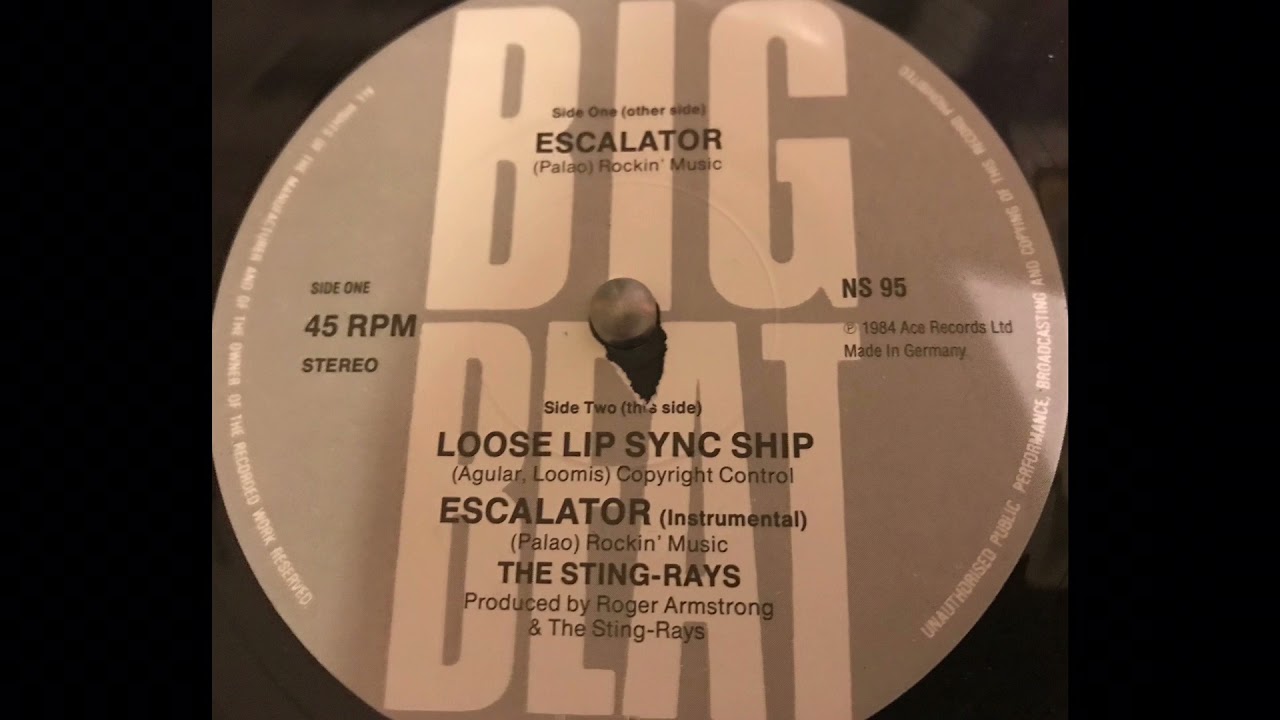 BIG
BEAT
Side One (other side)
ESCALATOR
(Palao) Rockin' Music
SIDE ONE
45 RPM
STEREO
NS 95
℗ 1984 Ace Records Ltd
Made In Germany
Side Two (this side)
LOOSE LIP SYNC SHIP
(Agular, Loomis) Copyright Control
ESCALATOR (Instrumental)
(Palao) Rockin' Music
THE STING-RAYS
Produced by Roger Armstrong
& The Sting-Rays
ALL RIGHTS OF THE MANUFACTURER AND OF THE OWNER OF THE RECORDED WORK RESERVED
UNAUTHORISED PUBLIC PERFORMANCE, BROADCASTING AND COPYING OF THIS RECORD PROHIBITED